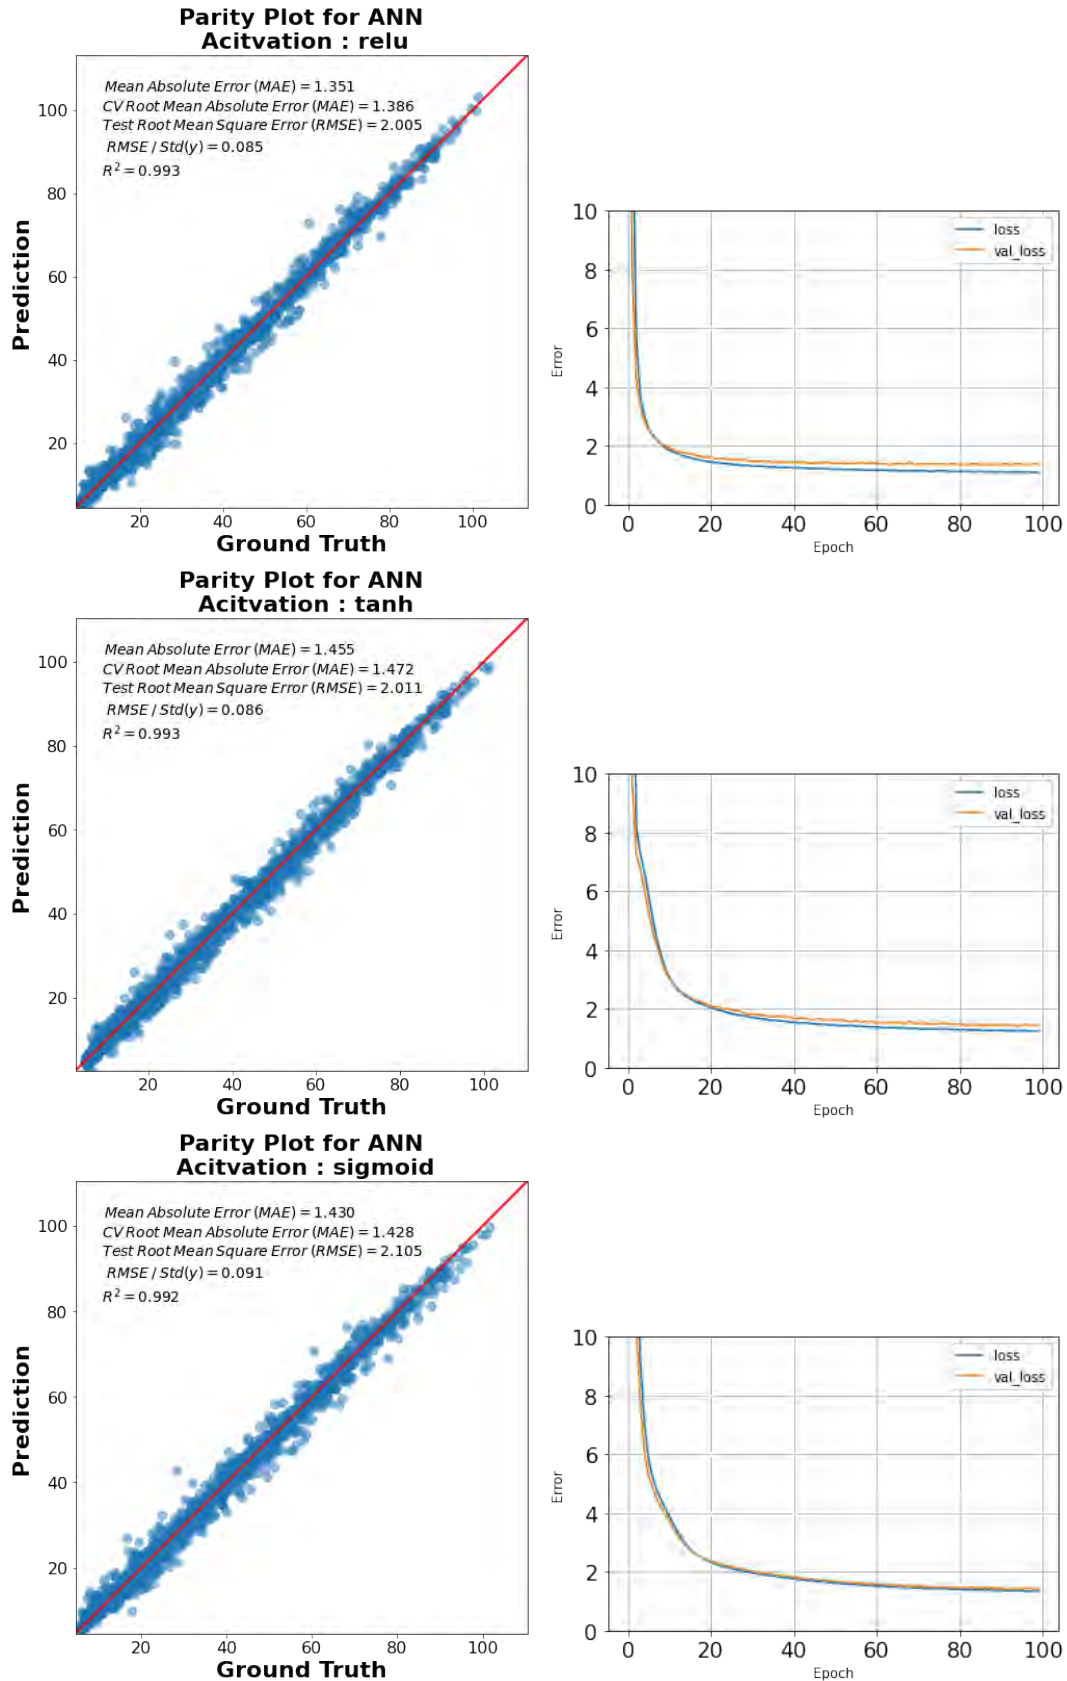 Parity Plot for ANN
Acitvation : relu
Mean Absolute Error (MAE) = 1.351
CV Root Mean Absolute Error (MAE) = 1.386
Test Root Mean Square Error (RMSE) = 2.005
RMSE / Std(y) = 0.085
R² = 0.993
100
80
60
40
20
20 40 60 80 100
Prediction
Ground Truth
loss
val_loss
10
8
6
4
2
0
0 20 40 60 80 100
Error
Epoch
Parity Plot for ANN
Acitvation : tanh
Mean Absolute Error (MAE) = 1.455
CV Root Mean Absolute Error (MAE) = 1.472
Test Root Mean Square Error (RMSE) = 2.011
RMSE / Std(y) = 0.086
R² = 0.993
100
80
60
40
20
20 40 60 80 100
Prediction
Ground Truth
loss
val_loss
10
8
6
4
2
0
0 20 40 60 80 100
Error
Epoch
Parity Plot for ANN
Acitvation : sigmoid
Mean Absolute Error (MAE) = 1.430
CV Root Mean Absolute Error (MAE) = 1.428
Test Root Mean Square Error (RMSE) = 2.105
RMSE / Std(y) = 0.091
R² = 0.992
100
80
60
40
20
20 40 60 80 100
Prediction
Ground Truth
loss
val_loss
10
8
6
4
2
0
0 20 40 60 80 100
Error
Epoch